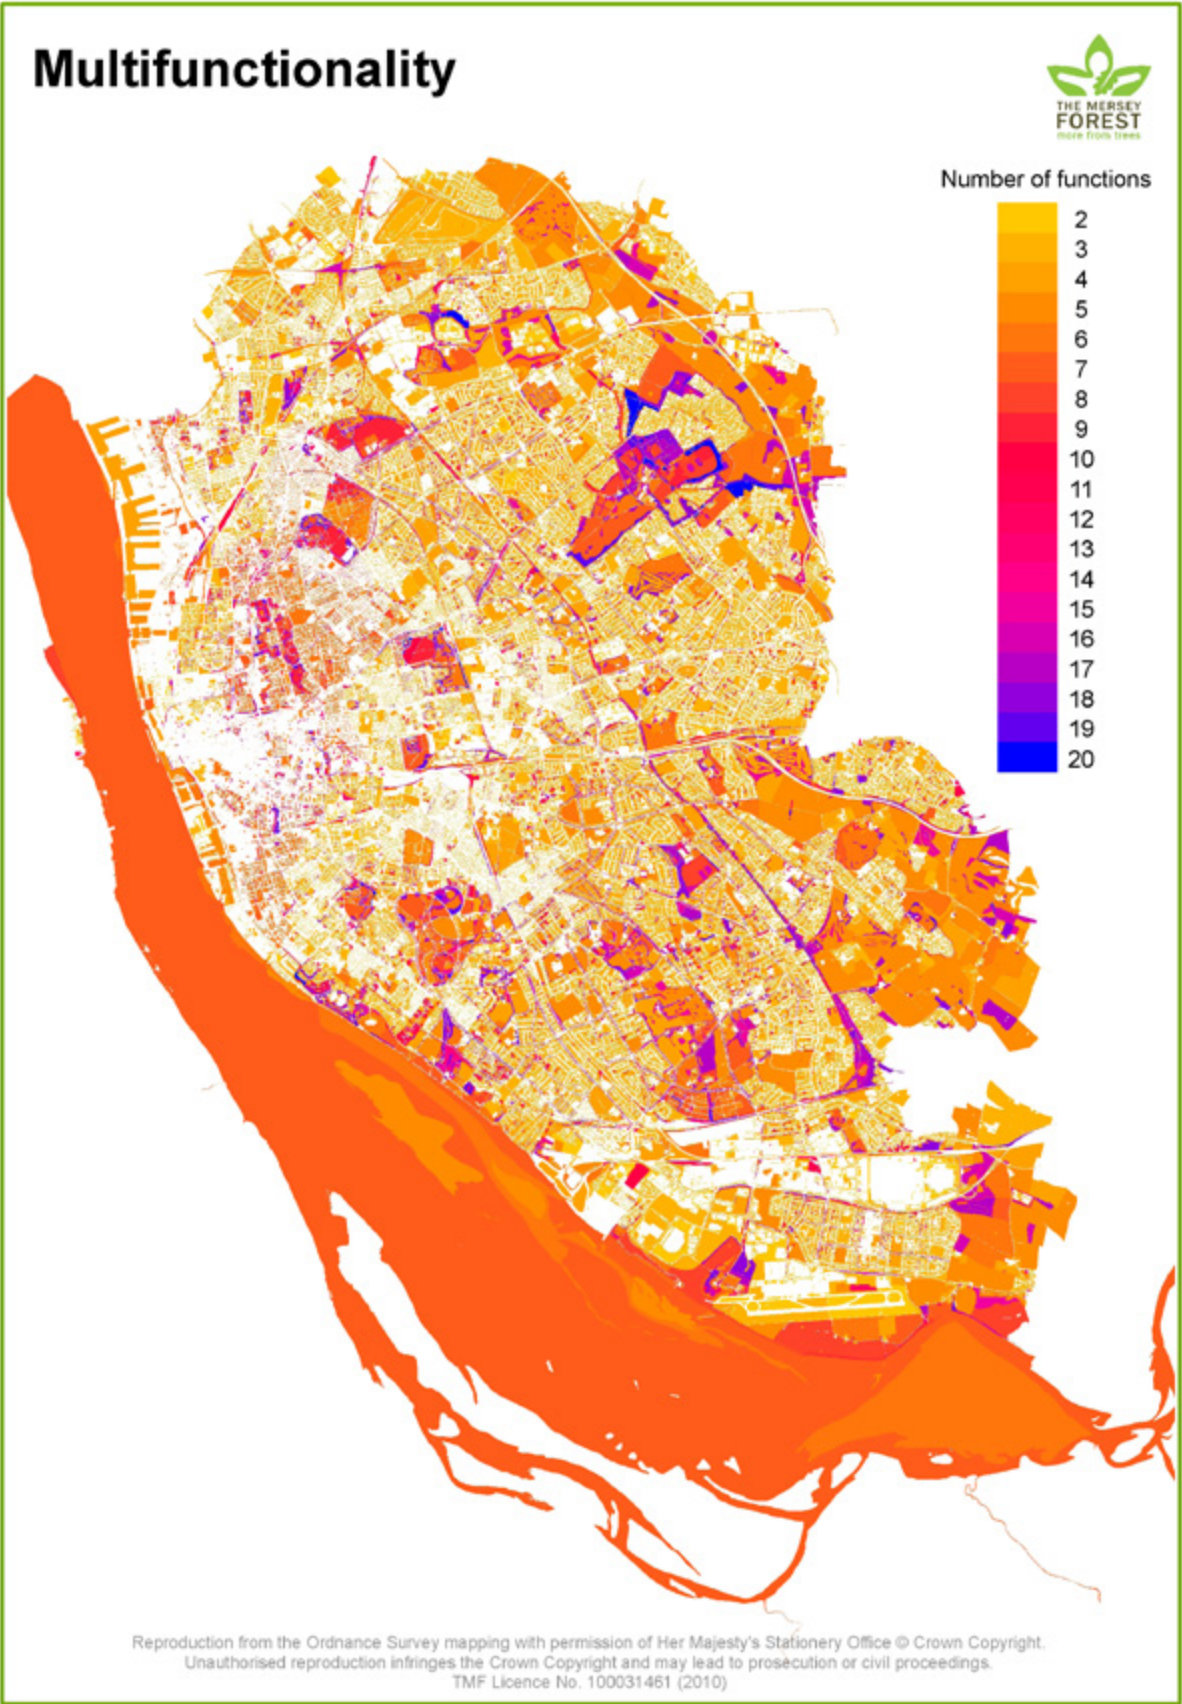 Multifunctionality
THE MERSEY
FOREST
more from trees
Number of functions
2
3
4
5
6
7
8
9
10
11
12
13
14
15
16
17
18
19
20
Reproduction from the Ordnance Survey mapping with permission of Her Majesty's Stationery Office © Crown Copyright.
Unauthorised reproduction infringes the Crown Copyright and may lead to prosecution or civil proceedings.
TMF Licence No. 100031461 (2010)